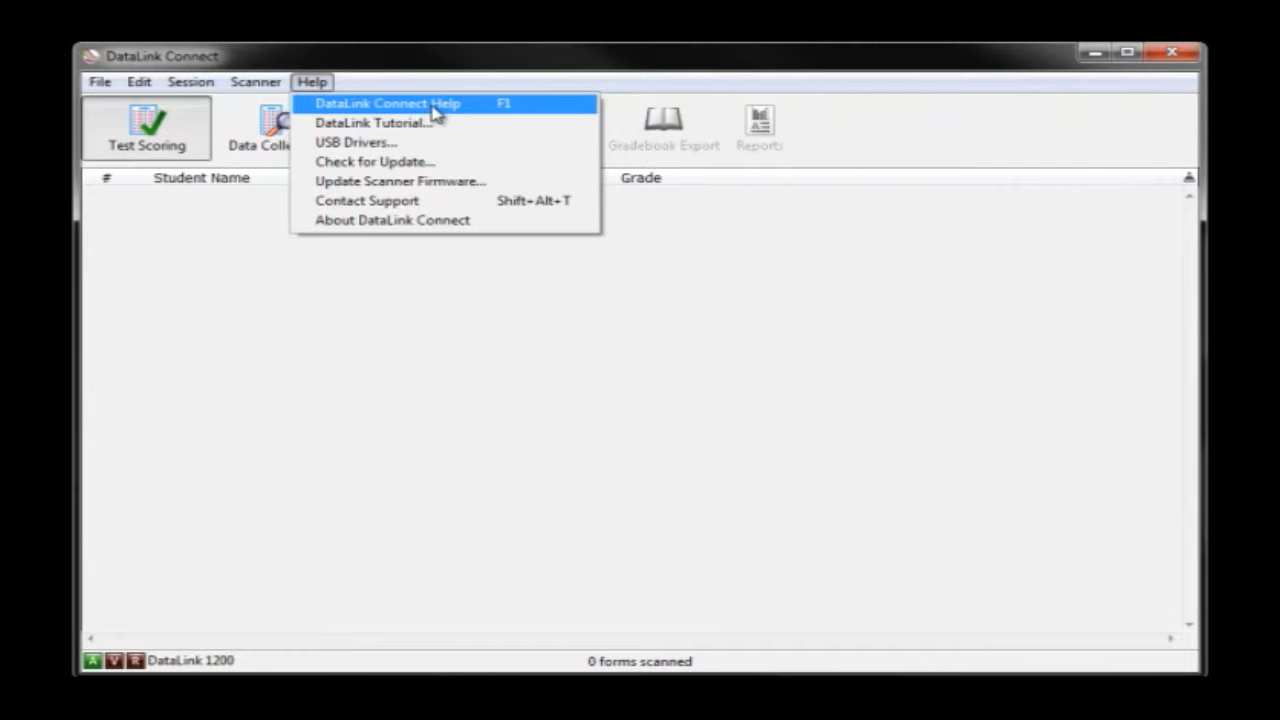 DataLink Connect
File Edit Session Scanner Help
DataLink Connect Help F1
DataLink Tutorial...
USB Drivers...
Check for Update...
Update Scanner Firmware...
Contact Support Shift+Alt+T
About DataLink Connect
Test Scoring Data Colle Gradebook Export Reports
# Student Name Grade
A V R DataLink 1200 0 forms scanned